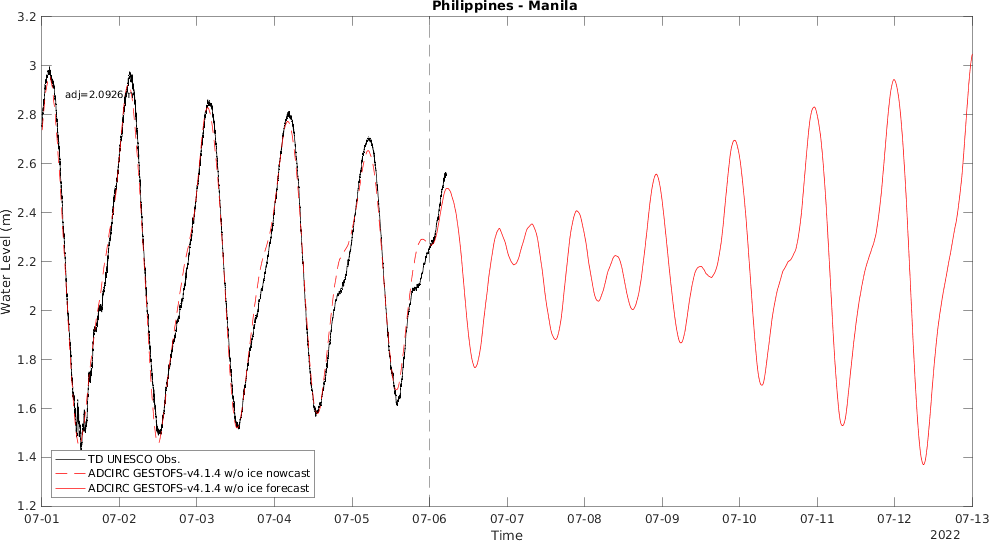 Philippines - Manila
3.2
3
2.8
2.6
2.4
2.2
2
1.8
1.6
1.4
1.2
Water Level (m)
adj=2.0926 m
TD UNESCO Obs.
ADCIRC GESTOFS-v4.1.4 w/o ice nowcast
ADCIRC GESTOFS-v4.1.4 w/o ice forecast
07-01 07-02 07-03 07-04 07-05 07-06 07-07 07-08 07-09 07-10 07-11 07-12 07-13
Time
2022